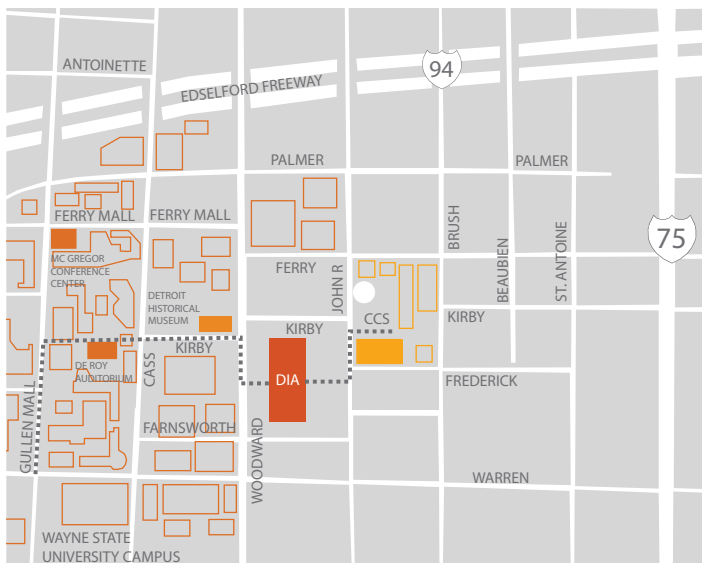 ANTOINETTE
94
EDSELFORD FREEWAY
PALMER
PALMER
FERRY MALL
FERRY MALL
BRUSH
BEAUBIEN
ST. ANTOINE
75
MC GREGOR
CONFERENCE
CENTER
FERRY
JOHN R
DETROIT
HISTORICAL
MUSEUM
KIRBY
CCS
KIRBY
KIRBY
DE ROY
AUDITORIUM
CASS
DIA
FREDERICK
GULLEN MALL
FARNSWORTH
WOODWARD
WARREN
WAYNE STATE
UNIVERSITY CAMPUS